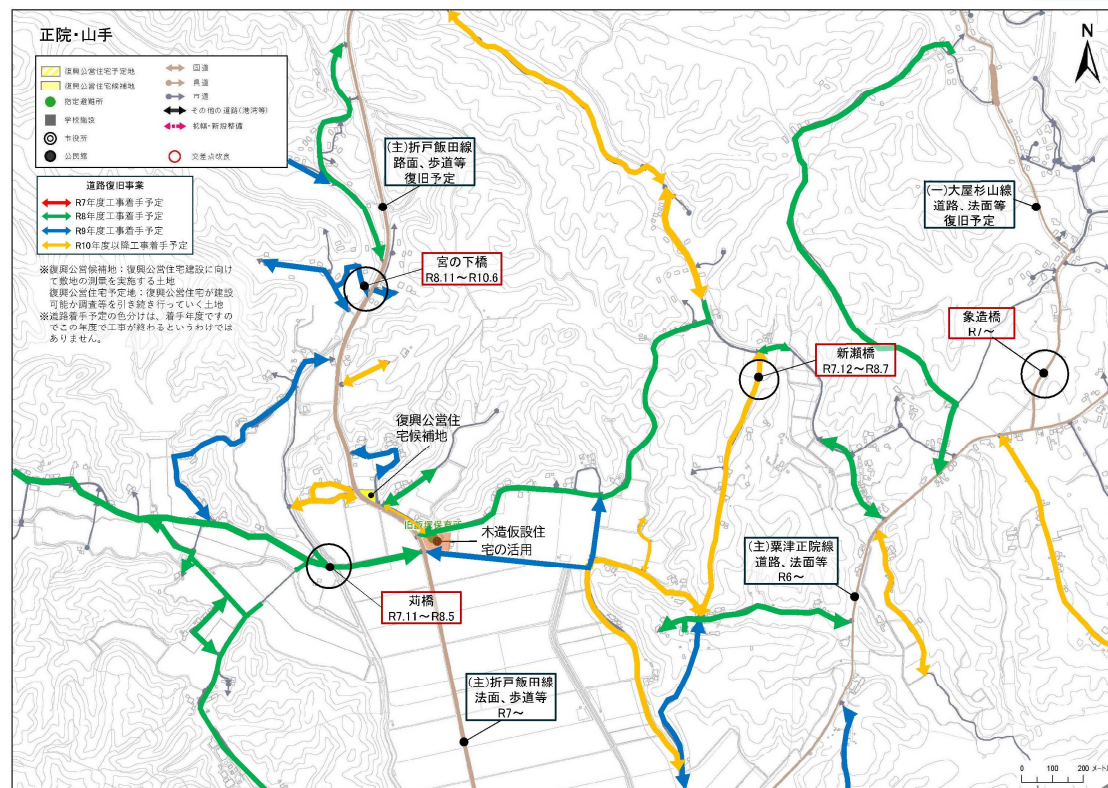 正院・山手
復興公営住宅予定地
復興公営住宅候補地
指定避難所
学校施設
市役所
公民館
国道
県道
市道
その他の道路(港湾等)
拡幅・新設整備
交差点改良
道路復旧事業
R7年度工事着手予定
R8年度工事着手予定
R9年度工事着手予定
R10年度以降工事着手予定
※復興公営候補地：復興公営住宅建設に向け
て敷地の測量を実施する土地
復興公営住宅予定地：復興公営住宅が建設
可能か調査等を引き続き行っていく土地
※道路着手予定の色分けは、着手年度ですの
でこの年度で工事が終わるというわけでは
ありません。
N
(主)折戸飯田線
路面、歩道等
復旧予定
(一)大屋杉山線
道路、法面等
復旧予定
宮の下橋
R8.11～R10.6
象造橋
R7～
新瀬橋
R7.12～R8.7
復興公営住
宅候補地
旧飯塚保育所
木造仮設住
宅の活用
(主)粟津正院線
道路、法面等
R6～
苅橋
R7.11～R8.5
(主)折戸飯田線
法面、歩道等
R7～
0 100 200 メートル